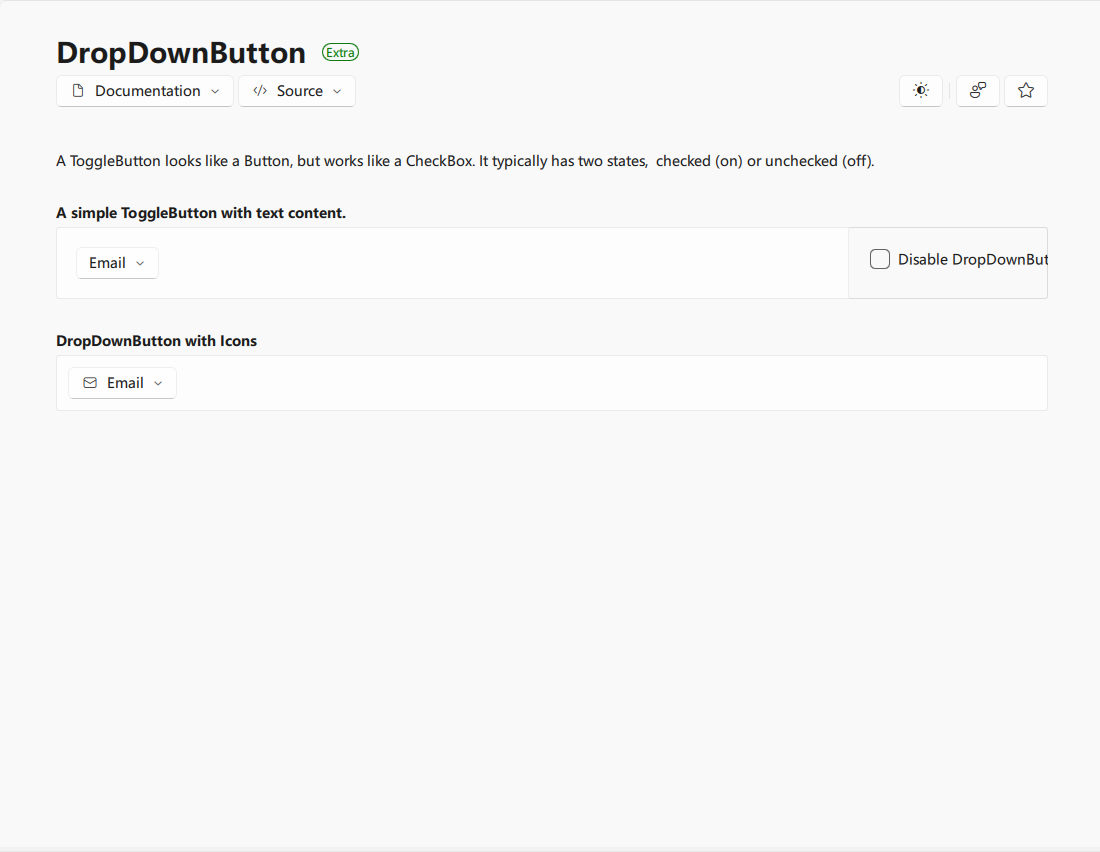 DropDownButton Extra
Documentation Source
A ToggleButton looks like a Button, but works like a CheckBox. It typically has two states,  checked (on) or unchecked (off).
A simple ToggleButton with text content.
Email
Disable DropDownBut
DropDownButton with Icons
Email